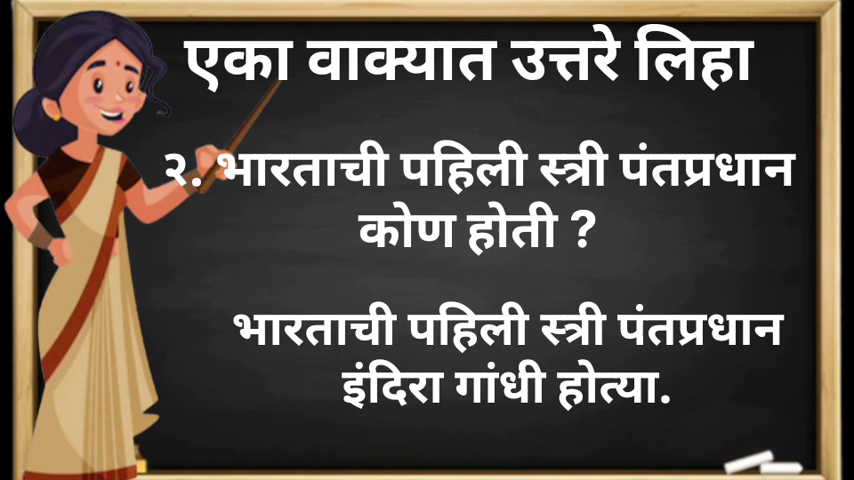 एका वाक्यात उत्तरे लिहा
२. भारताची पहिली स्त्री पंतप्रधान
कोण होती ?
भारताची पहिली स्त्री पंतप्रधान
इंदिरा गांधी होत्या.